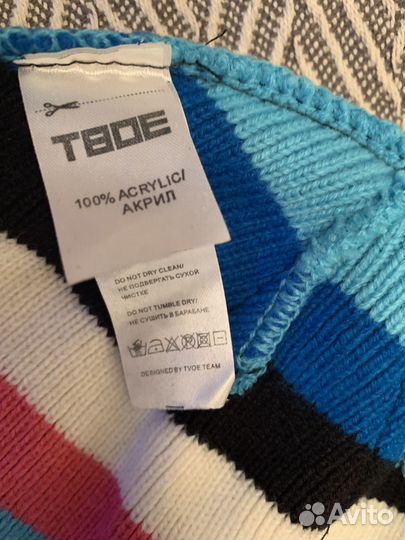 ТВОЕ
100% ACRYLIC/
АКРИЛ
DO NOT DRY CLEAN/
НЕ ПОДВЕРГАТЬ СУХОЙ
ЧИСТКЕ
DO NOT TUMBLE DRY/
НЕ СУШИТЬ В БАРАБАНЕ
DESIGNED BY TVOE TEAM
Avito